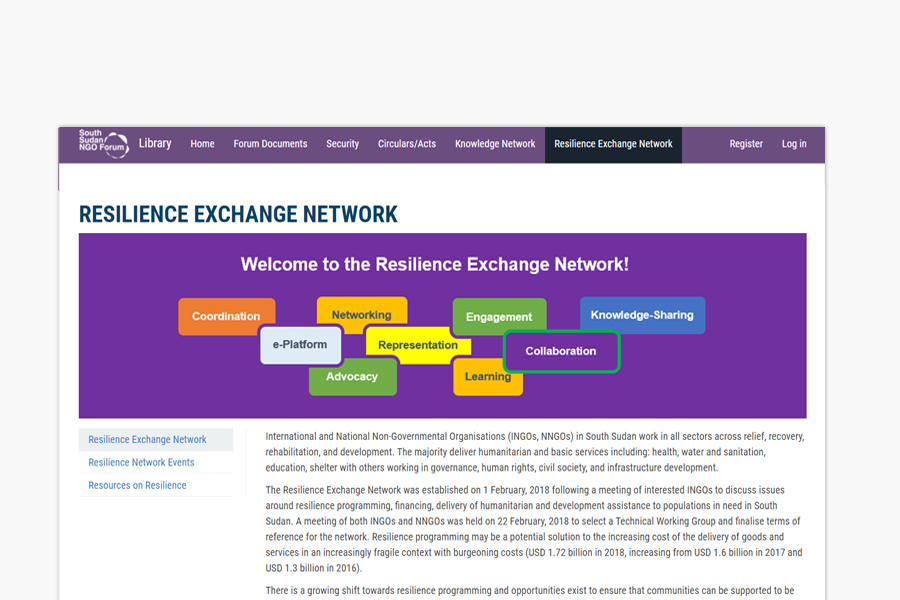 South
Sudan
NGO Forum
Library
Home
Forum Documents
Security
Circulars/Acts
Knowledge Network
Resilience Exchange Network
Register
Log in
RESILIENCE EXCHANGE NETWORK
Welcome to the Resilience Exchange Network!
Coordination
Networking
Engagement
Knowledge-Sharing
e-Platform
Representation
Collaboration
Advocacy
Learning
Resilience Exchange Network
Resilience Network Events
Resources on Resilience
International and National Non-Governmental Organisations (INGOs, NNGOs) in South Sudan work in all sectors across relief, recovery,
rehabilitation, and development. The majority deliver humanitarian and basic services including: health, water and sanitation,
education, shelter with others working in governance, human rights, civil society, and infrastructure development.
The Resilience Exchange Network was established on 1 February, 2018 following a meeting of interested INGOs to discuss issues
around resilience programming, financing, delivery of humanitarian and development assistance to populations in need in South
Sudan. A meeting of both INGOs and NNGOs was held on 22 February, 2018 to select a Technical Working Group and finalise terms of
reference for the network. Resilience programming may be a potential solution to the increasing cost of the delivery of goods and
services in an increasingly fragile context with burgeoning costs (USD 1.72 billion in 2018, increasing from USD 1.6 billion in 2017 and
USD 1.3 billion in 2016).
There is a growing shift towards resilience programming and opportunities exist to ensure that communities can be supported to be